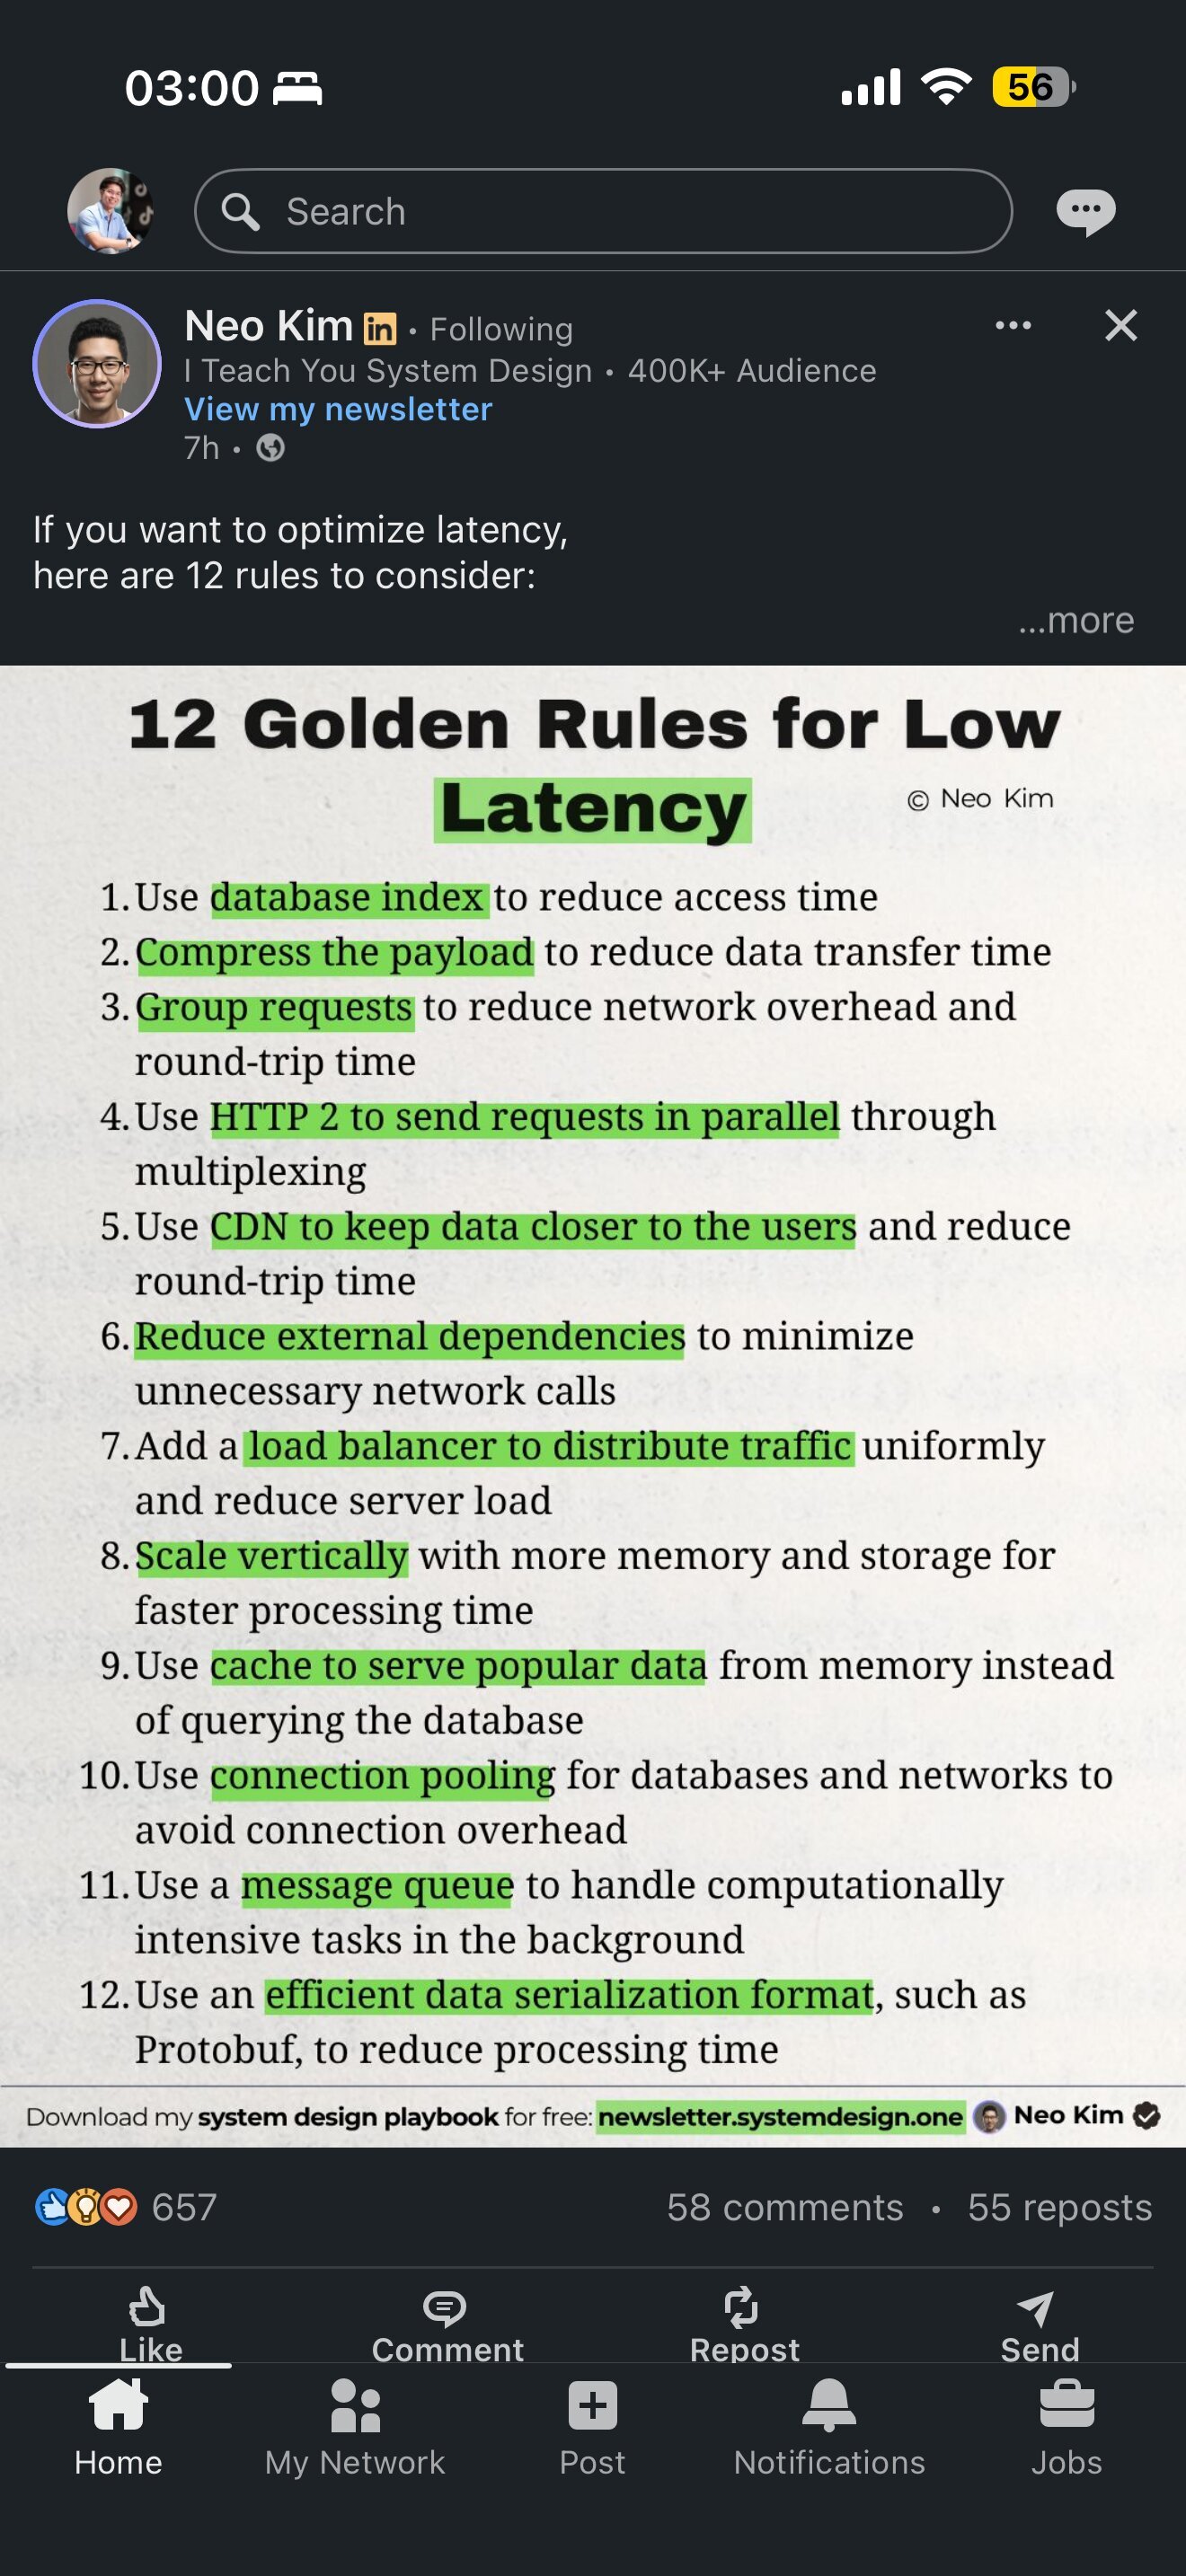 03:00
56
Search
Neo Kim in • Following
I Teach You System Design • 400K+ Audience
View my newsletter
7h •
If you want to optimize latency,
here are 12 rules to consider:
...more
12 Golden Rules for Low
Latency
© Neo Kim
1. Use database index to reduce access time
2. Compress the payload to reduce data transfer time
3. Group requests to reduce network overhead and
round-trip time
4. Use HTTP 2 to send requests in parallel through
multiplexing
5. Use CDN to keep data closer to the users and reduce
round-trip time
6. Reduce external dependencies to minimize
unnecessary network calls
7. Add a load balancer to distribute traffic uniformly
and reduce server load
8. Scale vertically with more memory and storage for
faster processing time
9. Use cache to serve popular data from memory instead
of querying the database
10. Use connection pooling for databases and networks to
avoid connection overhead
11. Use a message queue to handle computationally
intensive tasks in the background
12. Use an efficient data serialization format, such as
Protobuf, to reduce processing time
Download my system design playbook for free: newsletter.systemdesign.one Neo Kim
657
58 comments • 55 reposts
Like Comment Repost Send
Home My Network Post Notifications Jobs